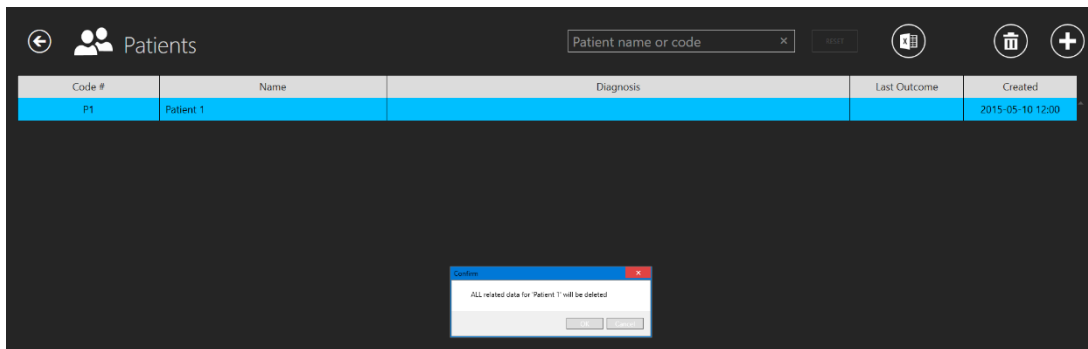 Patients
Patient name or code
RESET
Code # Name Diagnosis Last Outcome Created
P1 Patient 1 2015-05-10 12:00
Confirm
ALL related data for 'Patient 1' will be deleted
OK Cancel